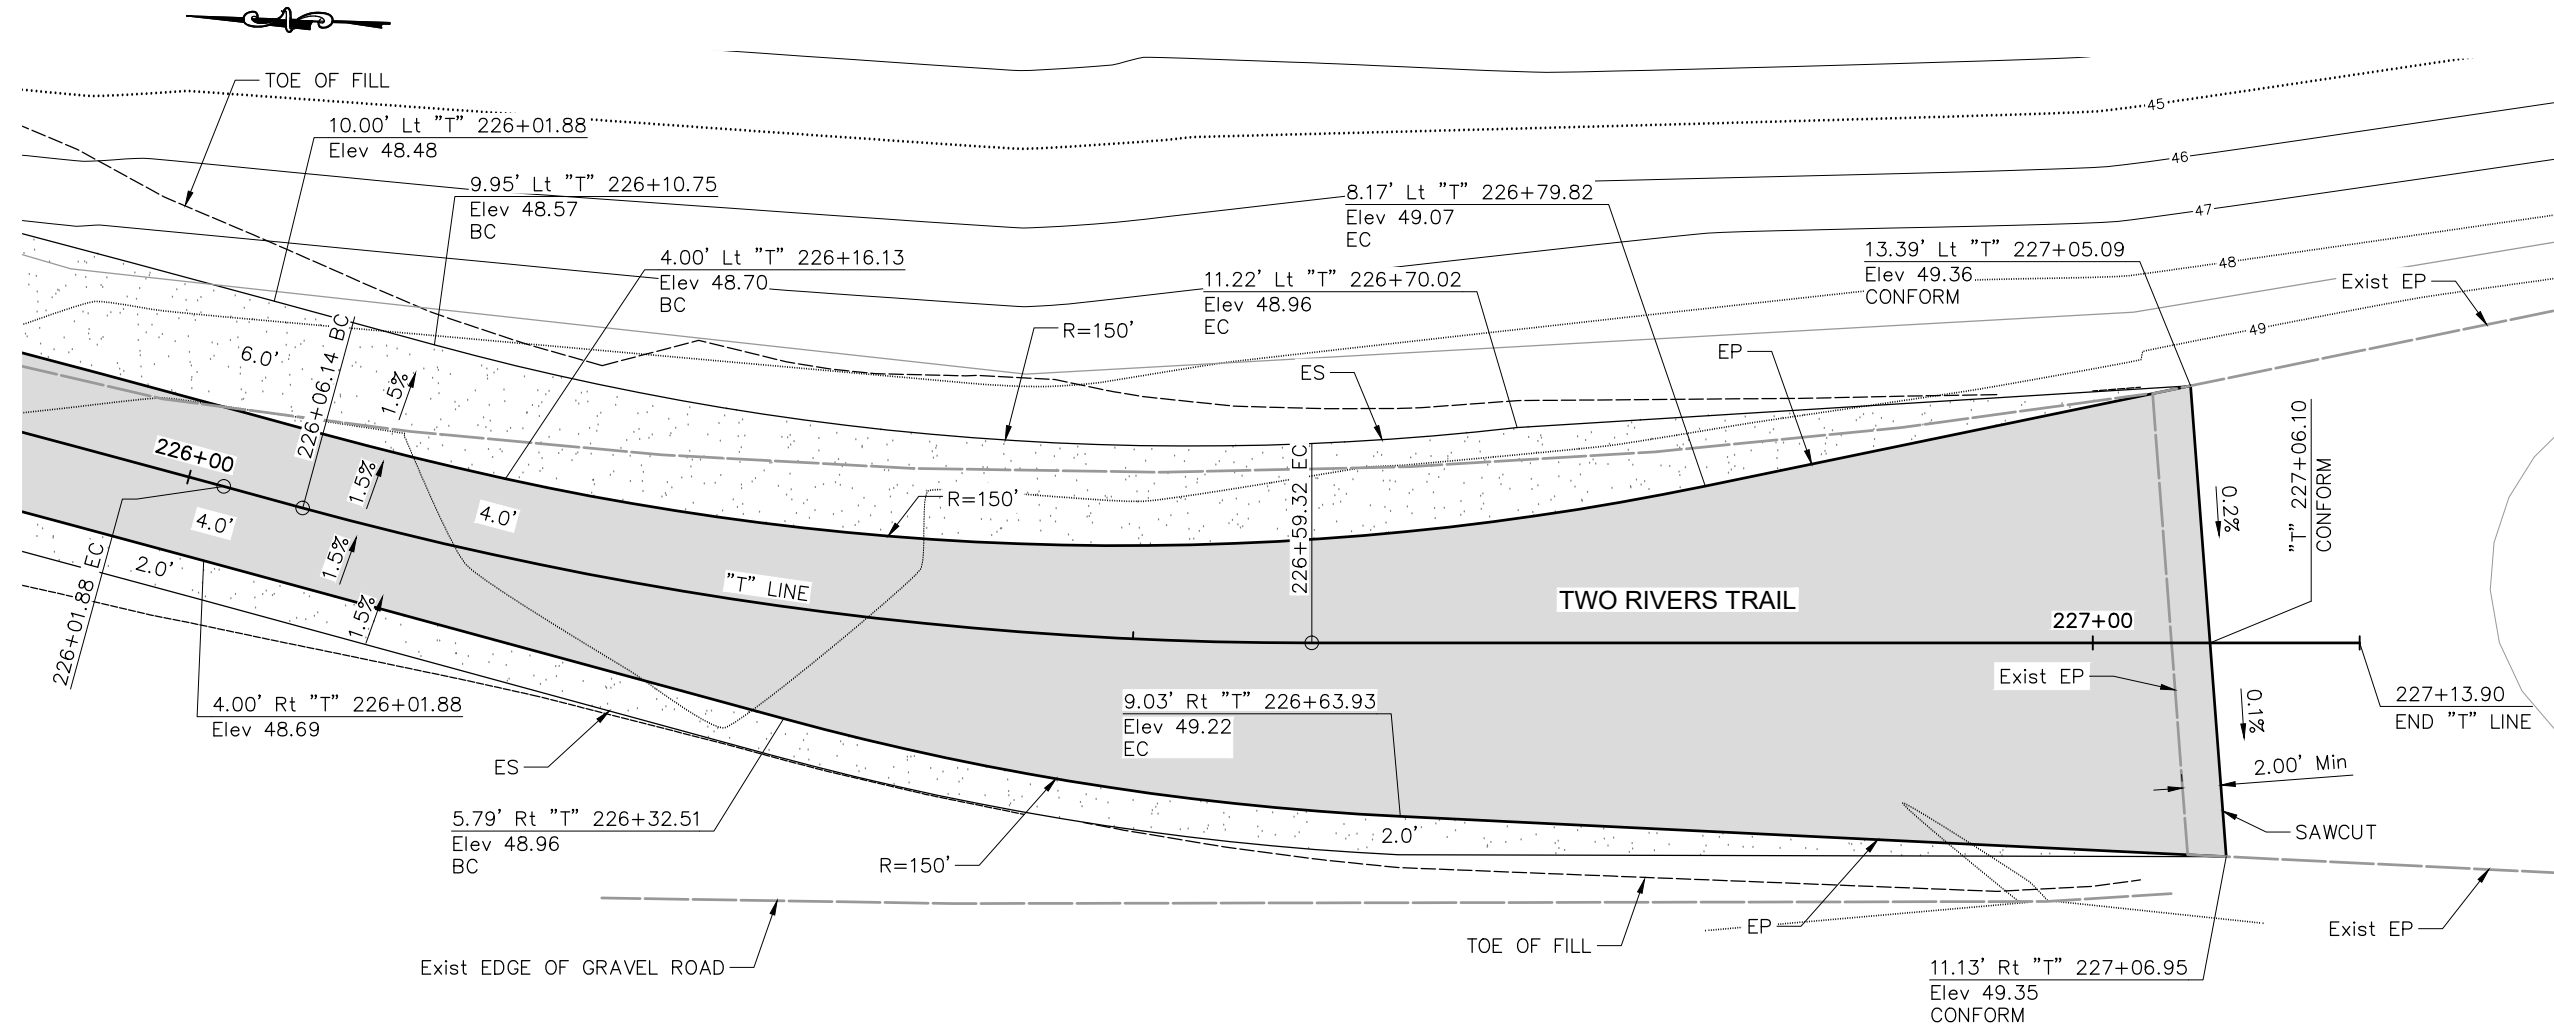 TOE OF FILL
10.00' Lt "T" 226+01.88
Elev 48.48
9.95' Lt "T" 226+10.75
Elev 48.57
BC
4.00' Lt "T" 226+16.13
Elev 48.70
BC
8.17' Lt "T" 226+79.82
Elev 49.07
EC
11.22' Lt "T" 226+70.02
Elev 48.96
EC
13.39' Lt "T" 227+05.09
Elev 49.36
CONFORM
45
46
47
48
49
Exist EP
R=150'
ES
EP
6.0'
226+06.14 BC
1.5%
226+00
1.5%
4.0'
4.0'
1.5%
2.0'
1.5%
226+01.88 EC
R=150'
226+59.32 EC
"T" LINE
TWO RIVERS TRAIL
227+00
0.2%
"T" 227+06.10
CONFORM
Exist EP
0.1%
227+13.90
END "T" LINE
2.00' Min
SAWCUT
4.00' Rt "T" 226+01.88
Elev 48.69
9.03' Rt "T" 226+63.93
Elev 49.22
EC
ES
5.79' Rt "T" 226+32.51
Elev 48.96
BC
R=150'
2.0'
Exist EDGE OF GRAVEL ROAD
TOE OF FILL
EP
Exist EP
11.13' Rt "T" 227+06.95
Elev 49.35
CONFORM